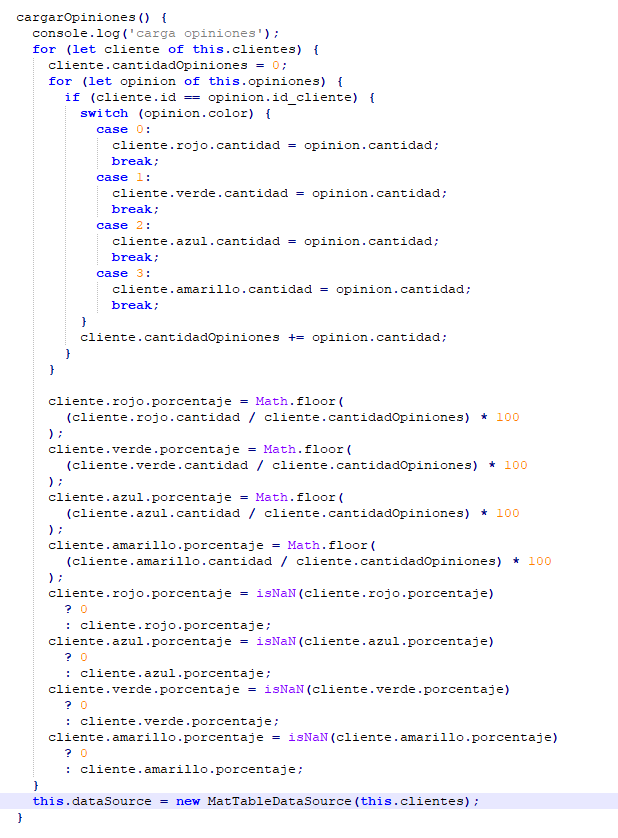 cargarOpiniones() {
  console.log('carga opiniones');
  for (let cliente of this.clientes) {
    cliente.cantidadOpiniones = 0;
    for (let opinion of this.opiniones) {
      if (cliente.id == opinion.id_cliente) {
        switch (opinion.color) {
          case 0:
            cliente.rojo.cantidad = opinion.cantidad;
            break;
          case 1:
            cliente.verde.cantidad = opinion.cantidad;
            break;
          case 2:
            cliente.azul.cantidad = opinion.cantidad;
            break;
          case 3:
            cliente.amarillo.cantidad = opinion.cantidad;
            break;
        }
        cliente.cantidadOpiniones += opinion.cantidad;
      }
    }

    cliente.rojo.porcentaje = Math.floor(
      (cliente.rojo.cantidad / cliente.cantidadOpiniones) * 100
    );
    cliente.verde.porcentaje = Math.floor(
      (cliente.verde.cantidad / cliente.cantidadOpiniones) * 100
    );
    cliente.azul.porcentaje = Math.floor(
      (cliente.azul.cantidad / cliente.cantidadOpiniones) * 100
    );
    cliente.amarillo.porcentaje = Math.floor(
      (cliente.amarillo.cantidad / cliente.cantidadOpiniones) * 100
    );
    cliente.rojo.porcentaje = isNaN(cliente.rojo.porcentaje)
      ? 0
      : cliente.rojo.porcentaje;
    cliente.azul.porcentaje = isNaN(cliente.azul.porcentaje)
      ? 0
      : cliente.azul.porcentaje;
    cliente.verde.porcentaje = isNaN(cliente.verde.porcentaje)
      ? 0
      : cliente.verde.porcentaje;
    cliente.amarillo.porcentaje = isNaN(cliente.amarillo.porcentaje)
      ? 0
      : cliente.amarillo.porcentaje;
  }
  this.dataSource = new MatTableDataSource(this.clientes);
}